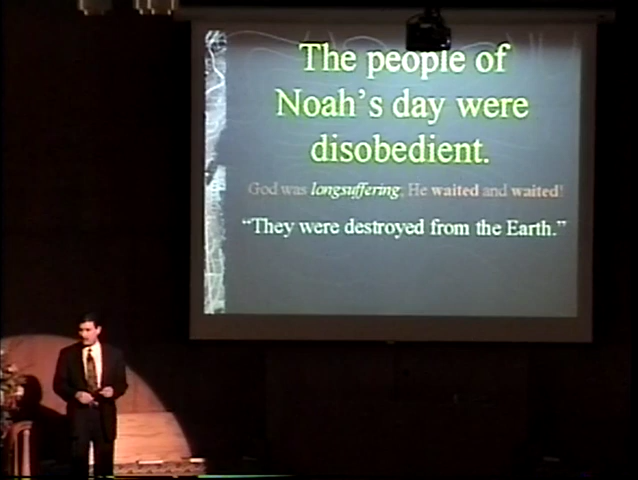 The people of
Noah's day were
disobedient.
God was longsuffering, He waited and waited!
“They were destroyed from the Earth.”